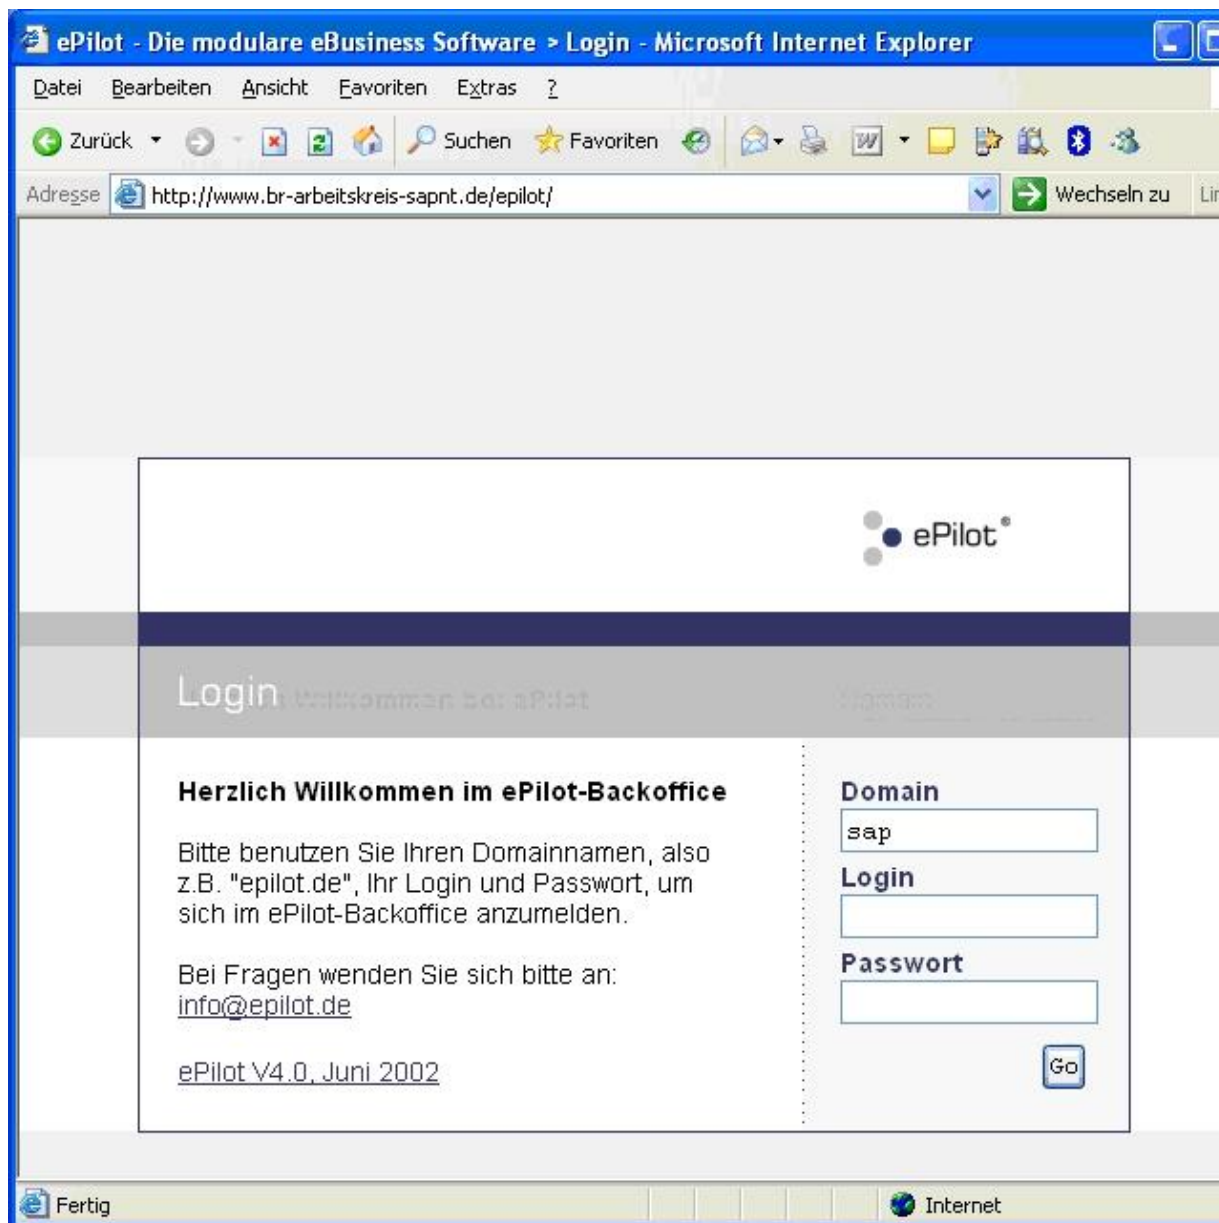 ePilot - Die modulare eBusiness Software > Login - Microsoft Internet Explorer
Datei Bearbeiten Ansicht Favoriten Extras ?
Zurück Suchen Favoriten W
Adresse http://www.br-arbeitskreis-sapnt.de/epilot/ Wechseln zu
ePilot®
Login
Herzlich Willkommen im ePilot-Backoffice
Bitte benutzen Sie Ihren Domainnamen, also
z.B. "epilot.de", Ihr Login und Passwort, um
sich im ePilot-Backoffice anzumelden.
Bei Fragen wenden Sie sich bitte an:
info@epilot.de
ePilot V4.0, Juni 2002
Domain
sap
Login
Passwort
Go
Fertig Internet